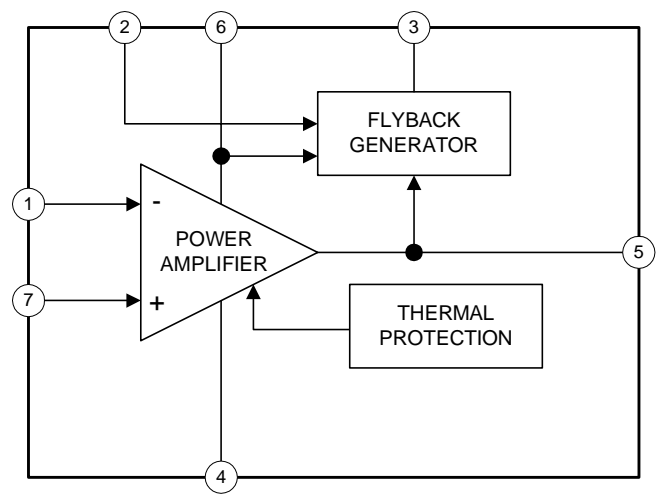 2
6
3
FLYBACK
GENERATOR
1
-
POWER
AMPLIFIER
5
7
+
THERMAL
PROTECTION
4